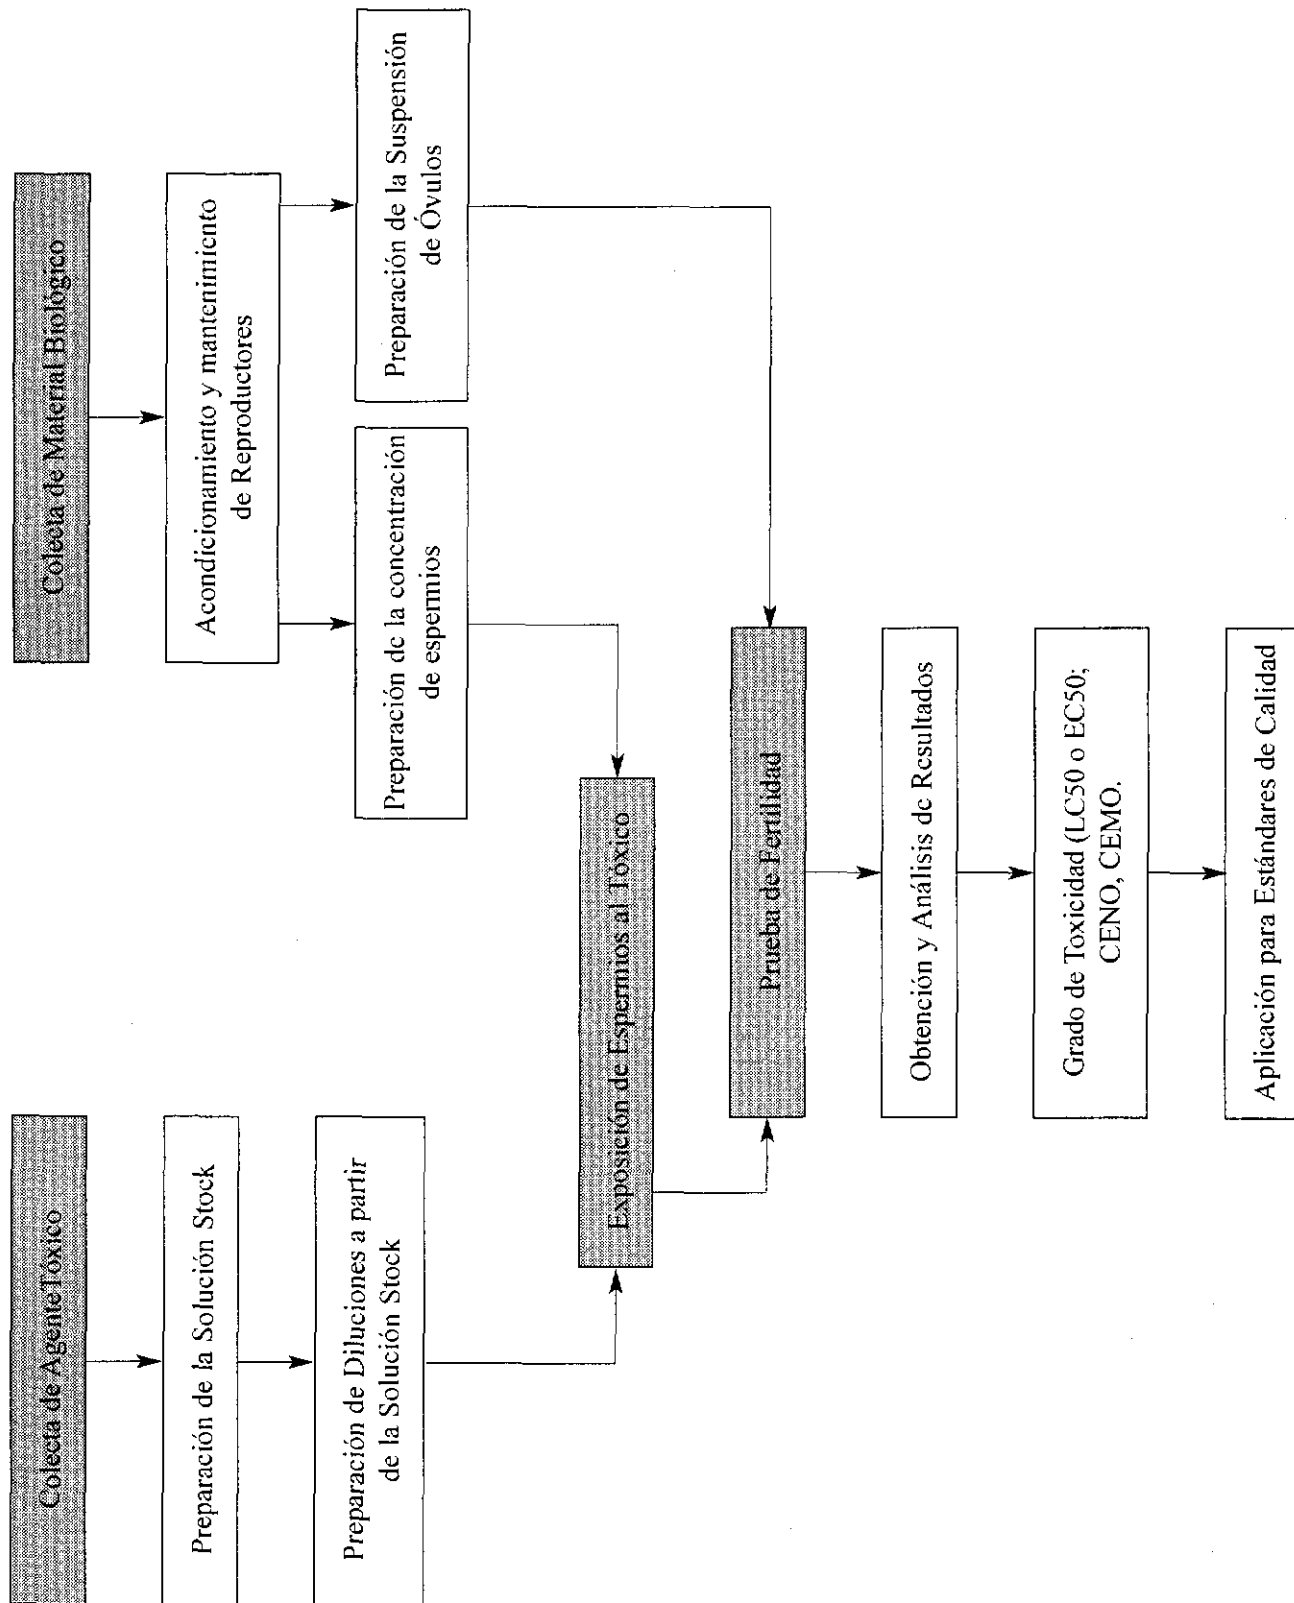 Colecta de Agente Tóxico
Preparación de la Solución Stock
Preparación de Diluciones a partir
de la Solución Stock
Colecta de Material Biológico
Acondicionamiento y mantenimiento
de Reproductores
Preparación de la concentración
de espermios
Preparación de la Suspensión
de Óvulos
Exposición de Espermios al Tóxico
Prueba de Fertilidad
Obtención y Análisis de Resultados
Grado de Toxicidad (LC50 o EC50;
CENO, CEMO.
Aplicación para Estándares de Calidad